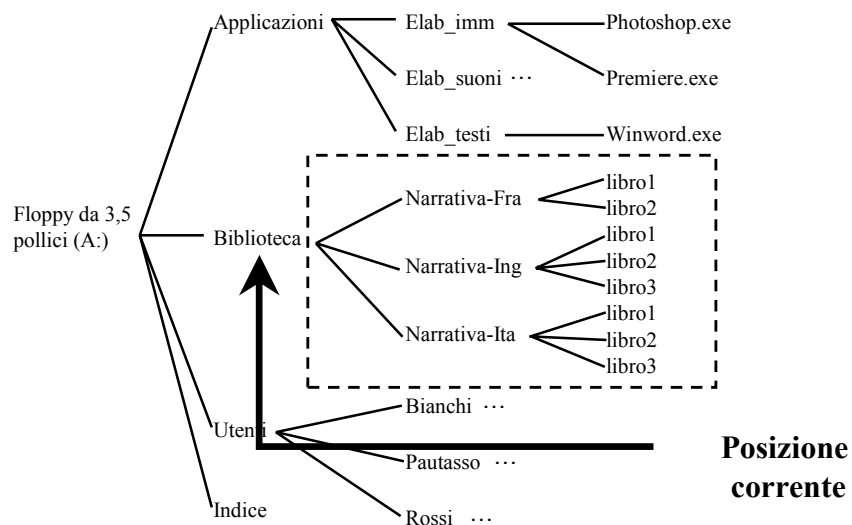 Applicazioni
Elab_imm
Photoshop.exe
Elab_suoni …
Premiere.exe
Elab_testi
Winword.exe
Floppy da 3,5
pollici (A:)
Biblioteca
Narrativa-Fra
libro1
libro2
Narrativa-Ing
libro1
libro2
libro3
Narrativa-Ita
libro1
libro2
libro3
Utenti
Bianchi …
Pautasso …
Rossi …
Indice
Posizione
corrente